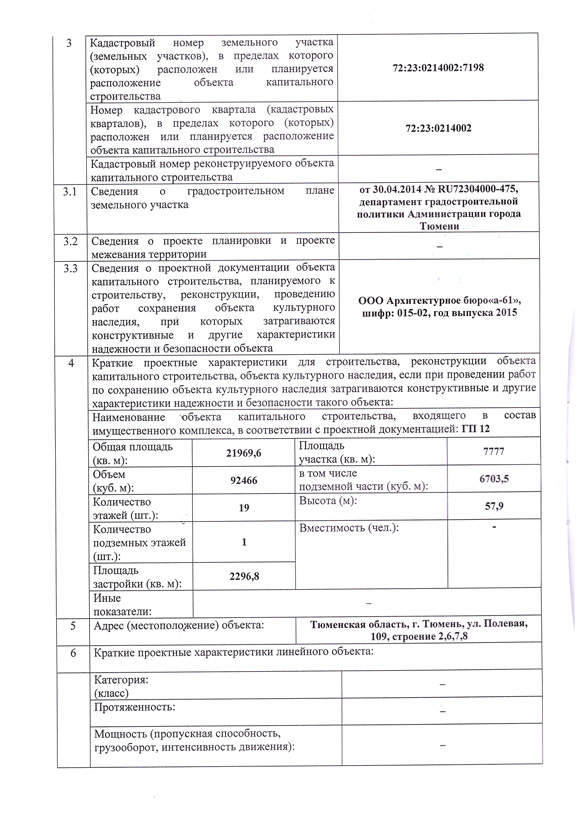 3
Кадастровый номер земельного участка
(земельных участков), в пределах которого
(которых) расположен или планируется
расположение объекта капитального
строительства
72:23:0214002:7198
Номер кадастрового квартала (кадастровых
кварталов), в пределах которого (которых)
расположен или планируется расположение
объекта капитального строительства
72:23:0214002
Кадастровый номер реконструируемого объекта
капитального строительства
–
3.1
Сведения о градостроительном плане
земельного участка
от 30.04.2014 № RU72304000-475,
департамент градостроительной
политики Администрации города
Тюмени
3.2
Сведения о проекте планировки и проекте
межевания территории
–
3.3
Сведения о проектной документации объекта
капитального строительства, планируемого к
строительству, реконструкции, проведению
работ сохранения объекта культурного
наследия, при которых затрагиваются
конструктивные и другие характеристики
надежности и безопасности объекта
ООО Архитектурное бюро«а-61»,
шифр: 015-02, год выпуска 2015
4
Краткие проектные характеристики для строительства, реконструкции объекта
капитального строительства, объекта культурного наследия, если при проведении работ
по сохранению объекта культурного наследия затрагиваются конструктивные и другие
характеристики надежности и безопасности такого объекта:
Наименование объекта капитального строительства, входящего в состав
имущественного комплекса, в соответствии с проектной документацией: ГП 12
Общая площадь
(кв. м):
21969,6
Площадь
участка (кв. м):
7777
Объем
(куб. м):
92466
в том числе
подземной части (куб. м):
6703,5
Количество
этажей (шт.):
19
Высота (м):
57,9
Количество
подземных этажей
(шт.):
1
Вместимость (чел.):
-
Площадь
застройки (кв. м):
2296,8
Иные
показатели:
–
5
Адрес (местоположение) объекта:
Тюменская область, г. Тюмень, ул. Полевая,
109, строение 2,6,7,8
6
Краткие проектные характеристики линейного объекта:
Категория:
(класс)
–
Протяженность:
–
Мощность (пропускная способность,
грузооборот, интенсивность движения):
–